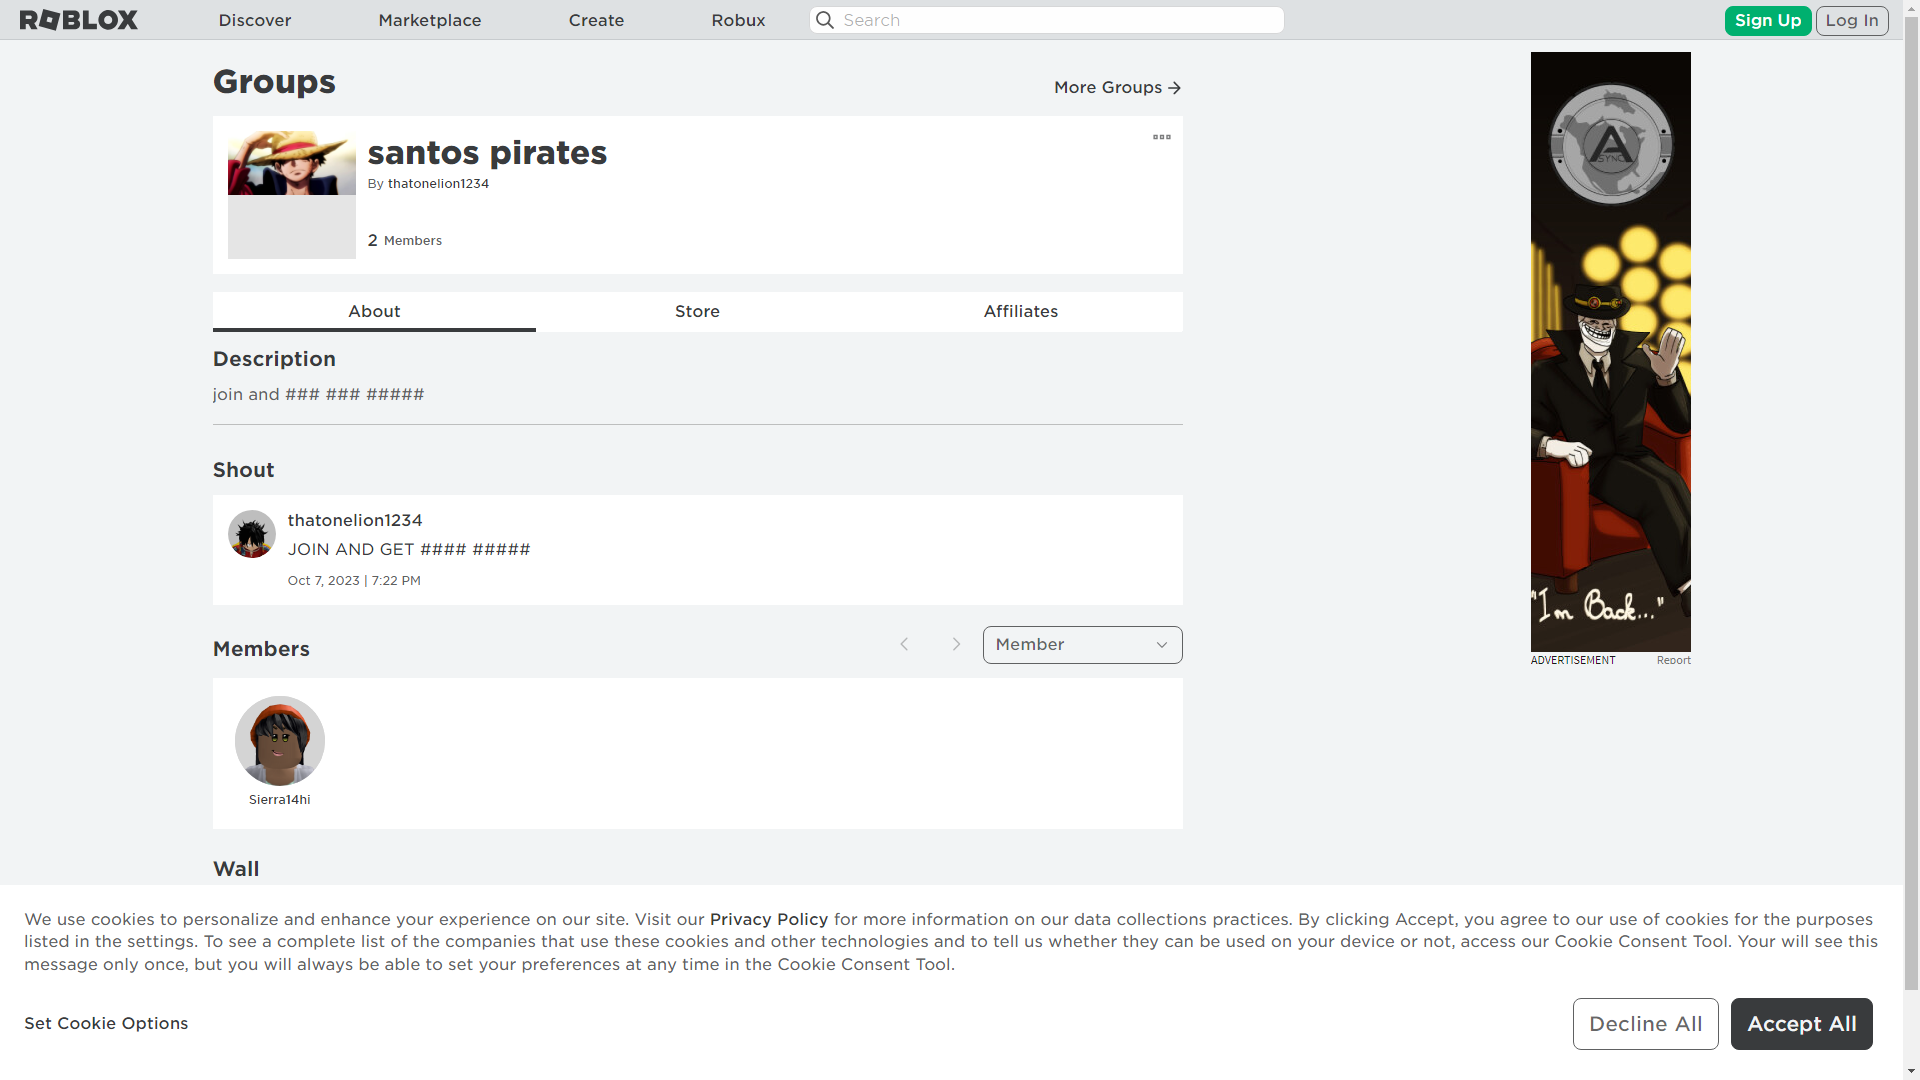 ROBLOX
Discover
Marketplace
Create
Robux
Search
Sign Up
Log In
Groups
More Groups
santos pirates
By thatonelion1234
2 Members
About
Store
Affiliates
Description
join and ### ### #####
Shout
thatonelion1234
JOIN AND GET #### #####
Oct 7, 2023 | 7:22 PM
Members
Member
Sierra14hi
Wall
A
SYNC
"I'm Back..."
ADVERTISEMENT
Report
We use cookies to personalize and enhance your experience on our site. Visit our Privacy Policy for more information on our data collections practices. By clicking Accept, you agree to our use of cookies for the purposes
listed in the settings. To see a complete list of the companies that use these cookies and other technologies and to tell us whether they can be used on your device or not, access our Cookie Consent Tool. Your will see this
message only once, but you will always be able to set your preferences at any time in the Cookie Consent Tool.
Set Cookie Options
Decline All
Accept All